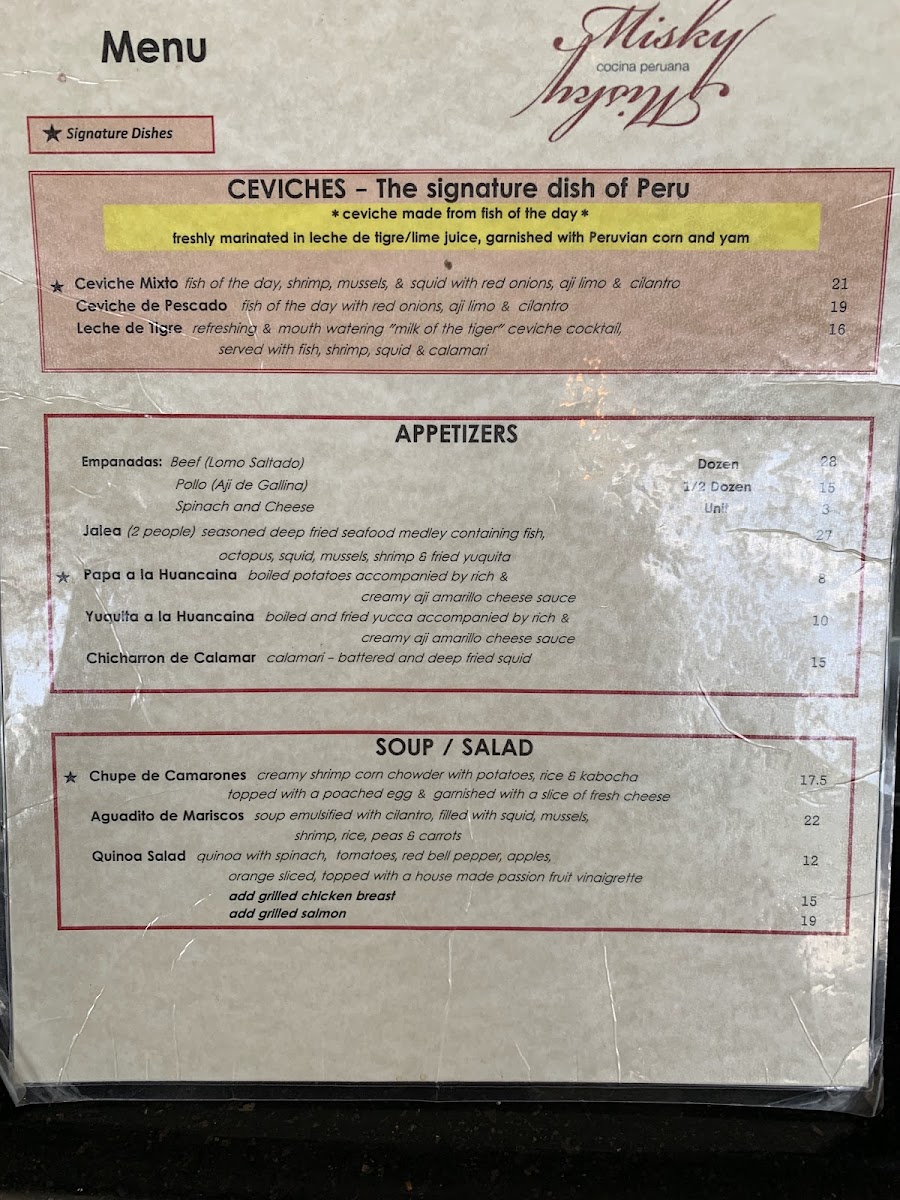 Menu
Misky
cocina peruana
Misky
Signature Dishes
CEVICHES – The signature dish of Peru
* ceviche made from fish of the day *
freshly marinated in leche de tigre/lime juice, garnished with Peruvian corn and yam
Ceviche Mixto fish of the day, shrimp, mussels, & squid with red onions, aji limo & cilantro 21
Ceviche de Pescado fish of the day with red onions, aji limo & cilantro 19
Leche de Tigre refreshing & mouth watering "milk of the tiger" ceviche cocktail, 16
served with fish, shrimp, squid & calamari
APPETIZERS
Empanadas: Beef (Lomo Saltado) Dozen 28
Pollo (Aji de Gallina) 1/2 Dozen 15
Spinach and Cheese Unit 3
Jalea (2 people) seasoned deep fried seafood medley containing fish, 27
octopus, squid, mussels, shrimp & fried yuquita
Papa a la Huancaina boiled potatoes accompanied by rich & 8
creamy aji amarillo cheese sauce
Yuquita a la Huancaina boiled and fried yucca accompanied by rich & 10
creamy aji amarillo cheese sauce
Chicharron de Calamar calamari – battered and deep fried squid 15
SOUP / SALAD
Chupe de Camarones creamy shrimp corn chowder with potatoes, rice & kabocha 17.5
topped with a poached egg & garnished with a slice of fresh cheese
Aguadito de Mariscos soup emulsified with cilantro, filled with squid, mussels, 22
shrimp, rice, peas & carrots
Quinoa Salad quinoa with spinach, tomatoes, red bell pepper, apples, 12
orange sliced, topped with a house made passion fruit vinaigrette
add grilled chicken breast 15
add grilled salmon 19